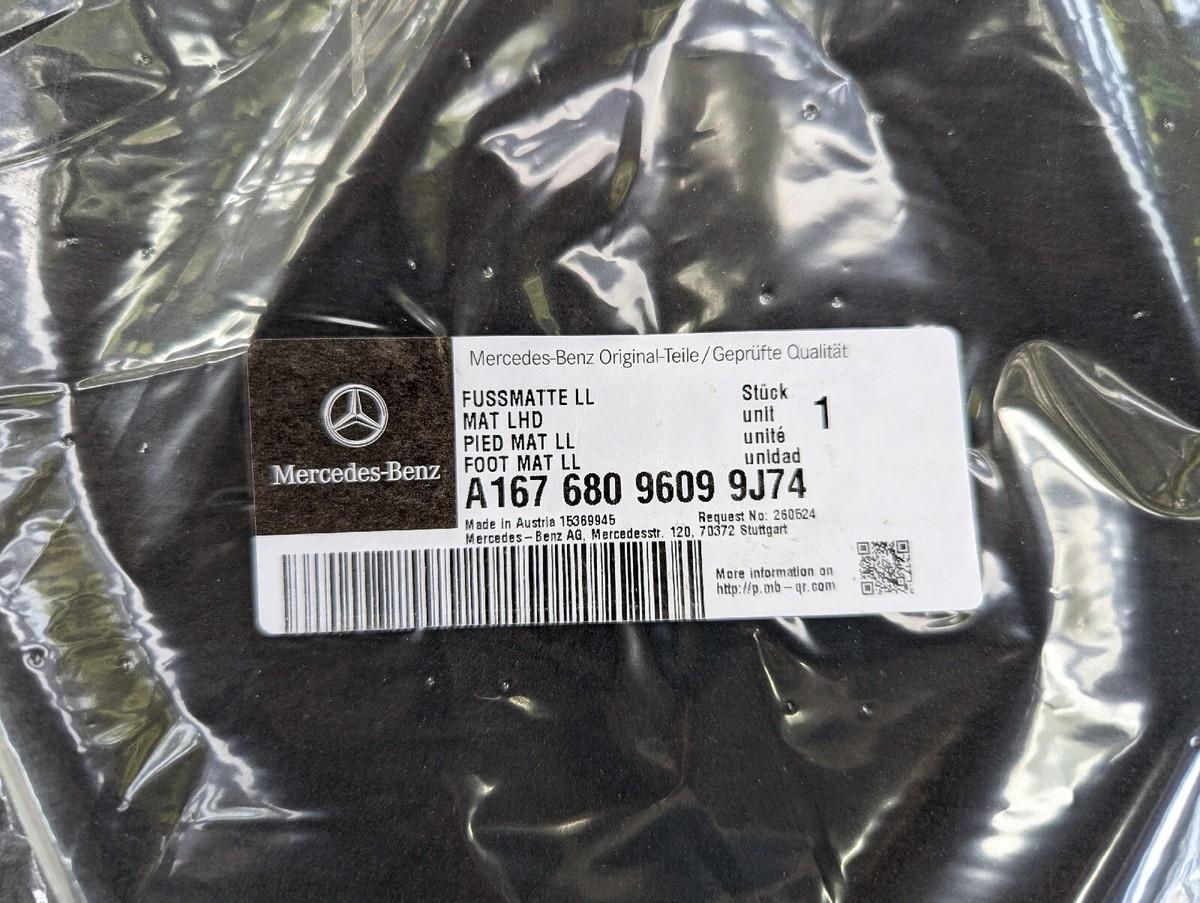 Mercedes-Benz Original-Teile/Geprüfte Qualität
Mercedes-Benz
FUSSMATTE LL
MAT LHD
PIED MAT LL
FOOT MAT LL
Stück
unit
unité
unidad
1
A167 680 9609 9J74
Made in Austria 15369945 Request No: 260524
Mercedes-Benz AG, Mercedesstr. 120, 70372 Stuttgart
More information on
http://p.mb-qr.com